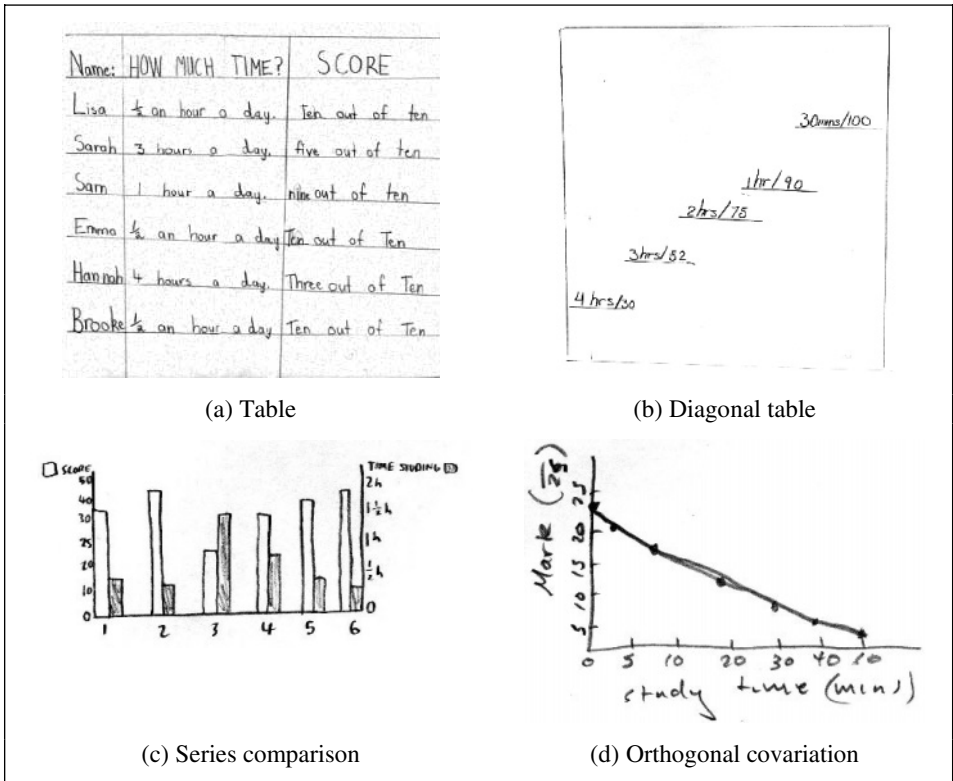 Name: HOW MUCH TIME? SCORE
Lisa ½ an hour a day. Ten out of ten
Sarah 3 hours a day. five out of ten
Sam 1 hour a day. nine out of ten
Emma ½ an hour a day Ten out of Ten
Hannah 4 hours a day. Three out of Ten
Brooke ½ an hour a day Ten out of Ten
(a) Table
30mns/100
1hr/90
2hrs/75
3hrs/52
4hrs/30
(b) Diagonal table
SCORE
50
40
30
25
20
10
0
TIME STUDING
2h
1½h
1h
½h
0
1 2 3 4 5 6
(c) Series comparison
Mark (/25)
25
20
15
10
5
0 5 10 20 30 40 50
study time (mins)
(d) Orthogonal covariation